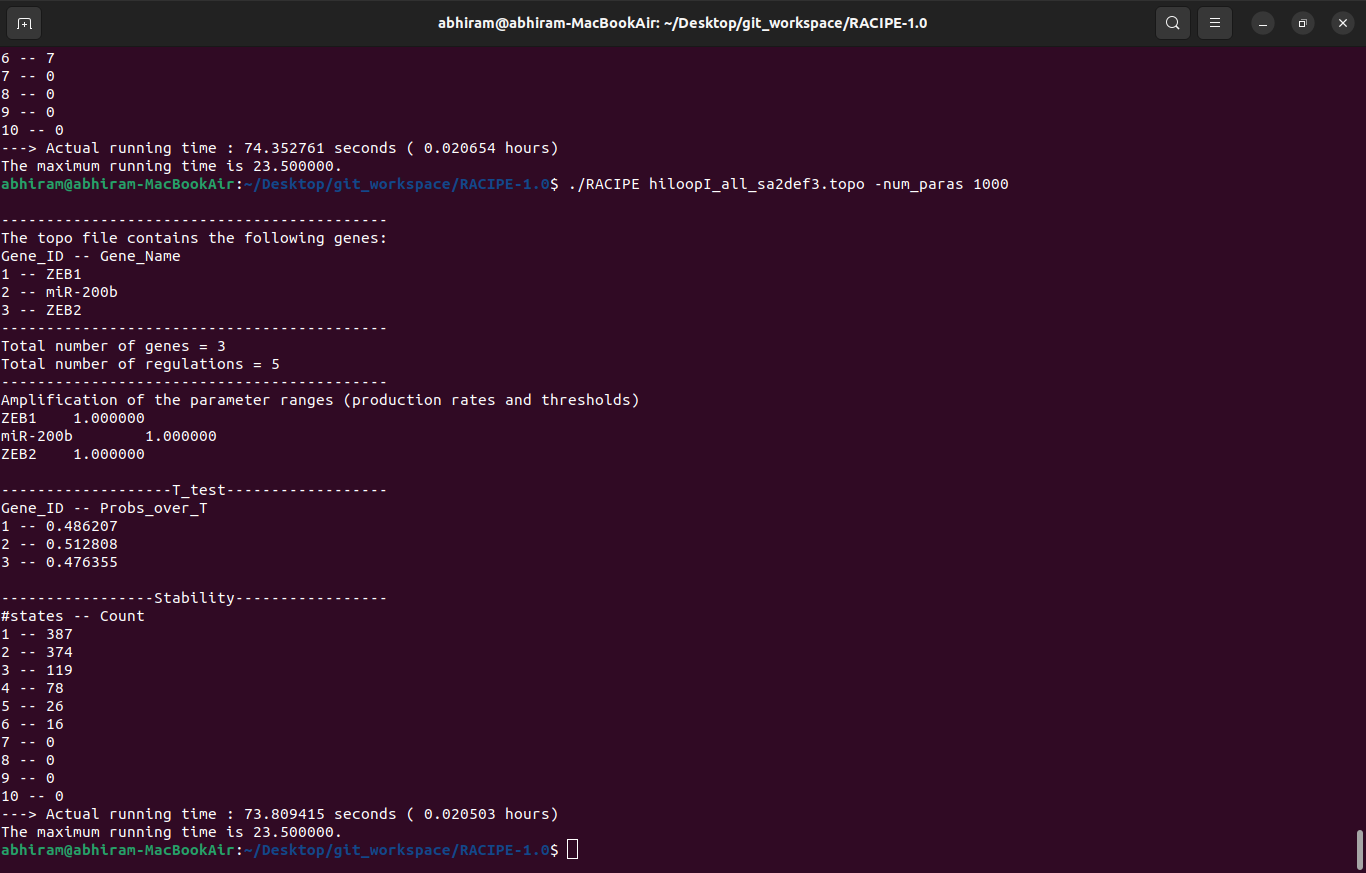 abhiram@abhiram-MacBookAir: ~/Desktop/git_workspace/RACIPE-1.0
6 -- 7
7 -- 0
8 -- 0
9 -- 0
10 -- 0
---> Actual running time : 74.352761 seconds ( 0.020654 hours)
The maximum running time is 23.500000.
abhiram@abhiram-MacBookAir:~/Desktop/git_workspace/RACIPE-1.0$ ./RACIPE hiloopI_all_sa2def3.topo -num_paras 1000
-------------------------------------------
The topo file contains the following genes:
Gene_ID -- Gene_Name
1 -- ZEB1
2 -- miR-200b
3 -- ZEB2
-------------------------------------------
Total number of genes = 3
Total number of regulations = 5
-------------------------------------------
Amplification of the parameter ranges (production rates and thresholds)
ZEB1    1.000000
miR-200b        1.000000
ZEB2    1.000000
-------------------T_test------------------
Gene_ID -- Probs_over_T
1 -- 0.486207
2 -- 0.512808
3 -- 0.476355
-----------------Stability-----------------
#states -- Count
1 -- 387
2 -- 374
3 -- 119
4 -- 78
5 -- 26
6 -- 16
7 -- 0
8 -- 0
9 -- 0
10 -- 0
---> Actual running time : 73.809415 seconds ( 0.020503 hours)
The maximum running time is 23.500000.
abhiram@abhiram-MacBookAir:~/Desktop/git_workspace/RACIPE-1.0$